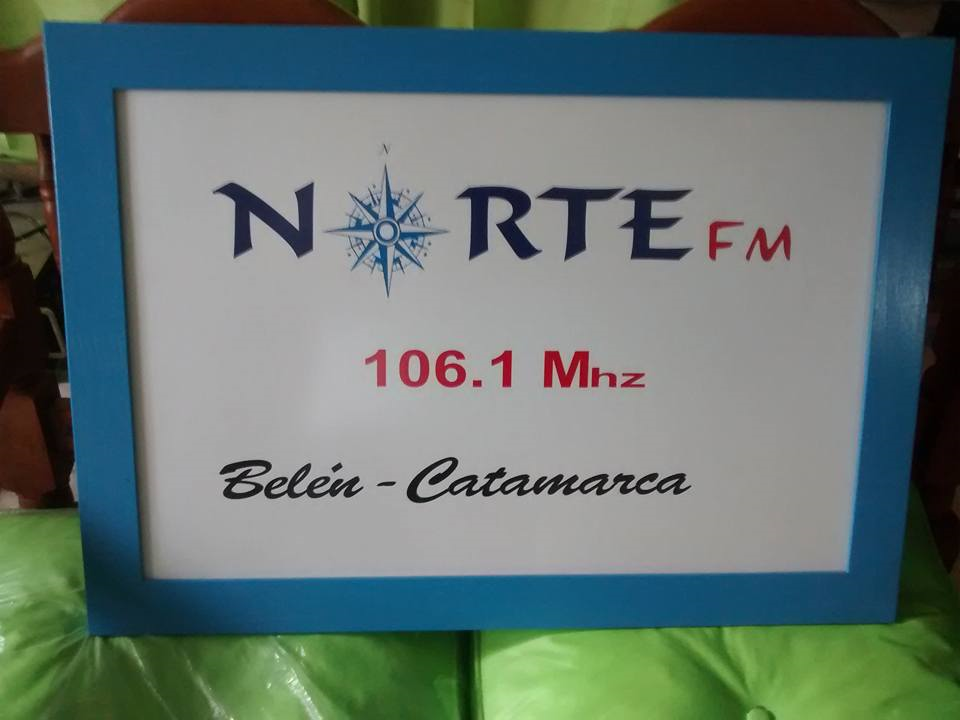 N
NORTE FM
106.1 Mhz
Belén - Catamarca